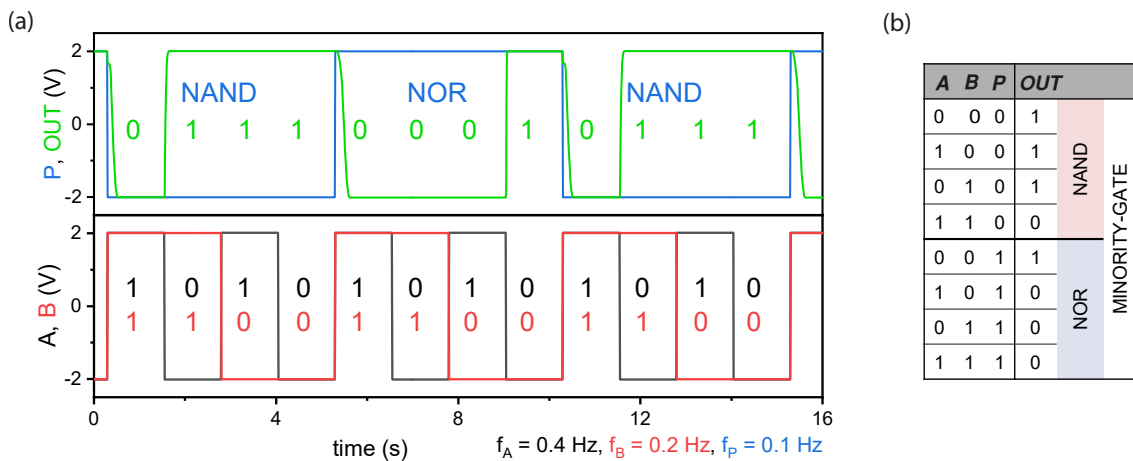 (a)
P, OUT (V)
2
0
-2
NAND NOR NAND
0 1 1 1 0 0 0 1 0 1 1 1
A, B (V)
2
0
-2
1 0 1 0 1 0 1 0 1 0 1 0
1 1 0 0 1 1 0 0 1 1 0 0
0 4 8 12 16
time (s)
f_A = 0.4 Hz, f_B = 0.2 Hz, f_P = 0.1 Hz
(b)
A B P OUT
0 0 0 1
1 0 0 1
0 1 0 1
1 1 0 0
0 0 1 1
1 0 1 0
0 1 1 0
1 1 1 0
NAND
NOR
MINORITY-GATE